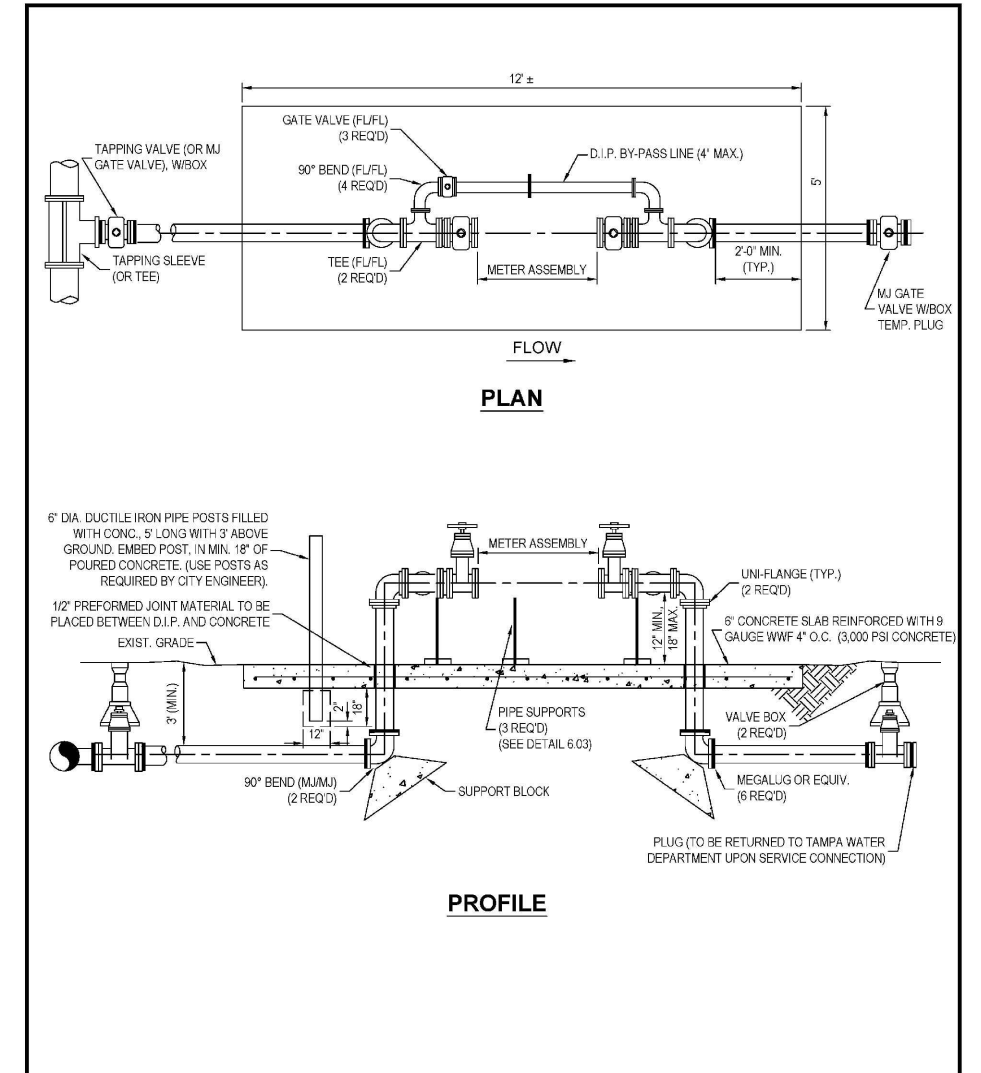 12' ±
GATE VALVE (FL/FL)
(3 REQ'D)
TAPPING VALVE (OR MJ
GATE VALVE), W/BOX
D.I.P. BY-PASS LINE (4' MAX.)
90° BEND (FL/FL)
(4 REQ'D)
5'
TAPPING SLEEVE
(OR TEE)
TEE (FL/FL)
(2 REQ'D)
METER ASSEMBLY
2'-0" MIN.
(TYP.)
MJ GATE
VALVE W/BOX
TEMP. PLUG
FLOW
PLAN
6" DIA. DUCTILE IRON PIPE POSTS FILLED
WITH CONC., 5' LONG WITH 3' ABOVE
GROUND. EMBED POST, IN MIN. 18" OF
POURED CONCRETE. (USE POSTS AS
REQUIRED BY CITY ENGINEER).
METER ASSEMBLY
UNI-FLANGE (TYP.)
(2 REQ'D)
1/2" PREFORMED JOINT MATERIAL TO BE
PLACED BETWEEN D.I.P. AND CONCRETE
12" MIN.,
18" MAX.
6" CONCRETE SLAB REINFORCED WITH 9
GAUGE WWF 4" O.C. (3,000 PSI CONCRETE)
EXIST. GRADE
3' (MIN.)
2"
18"
12"
PIPE SUPPORTS
(3 REQ'D)
(SEE DETAIL 6.03)
VALVE BOX
(2 REQ'D)
90° BEND (MJ/MJ)
(2 REQ'D)
SUPPORT BLOCK
MEGALUG OR EQUIV.
(6 REQ'D)
PLUG (TO BE RETURNED TO TAMPA WATER
DEPARTMENT UPON SERVICE CONNECTION)
PROFILE